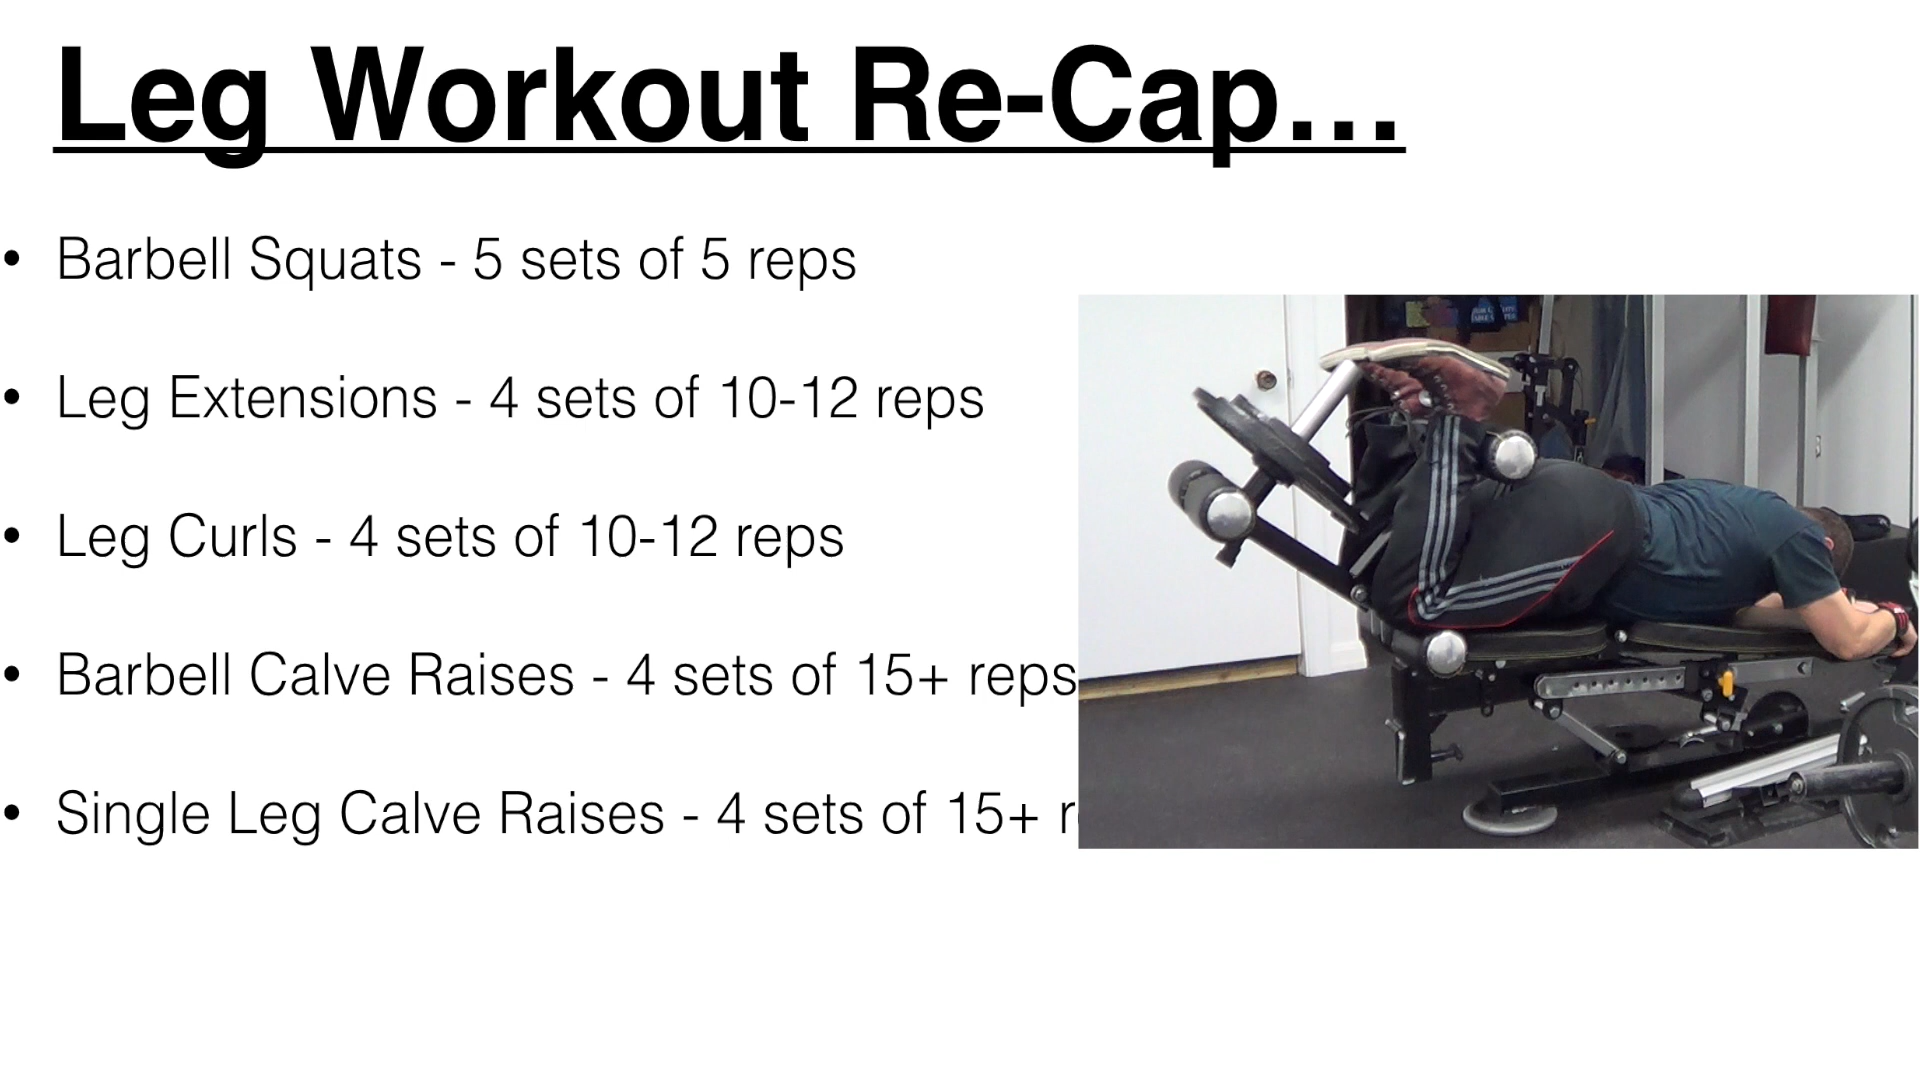 Leg Workout Re-Cap...
• Barbell Squats - 5 sets of 5 reps
• Leg Extensions - 4 sets of 10-12 reps
• Leg Curls - 4 sets of 10-12 reps
• Barbell Calve Raises - 4 sets of 15+ reps
• Single Leg Calve Raises - 4 sets of 15+ r